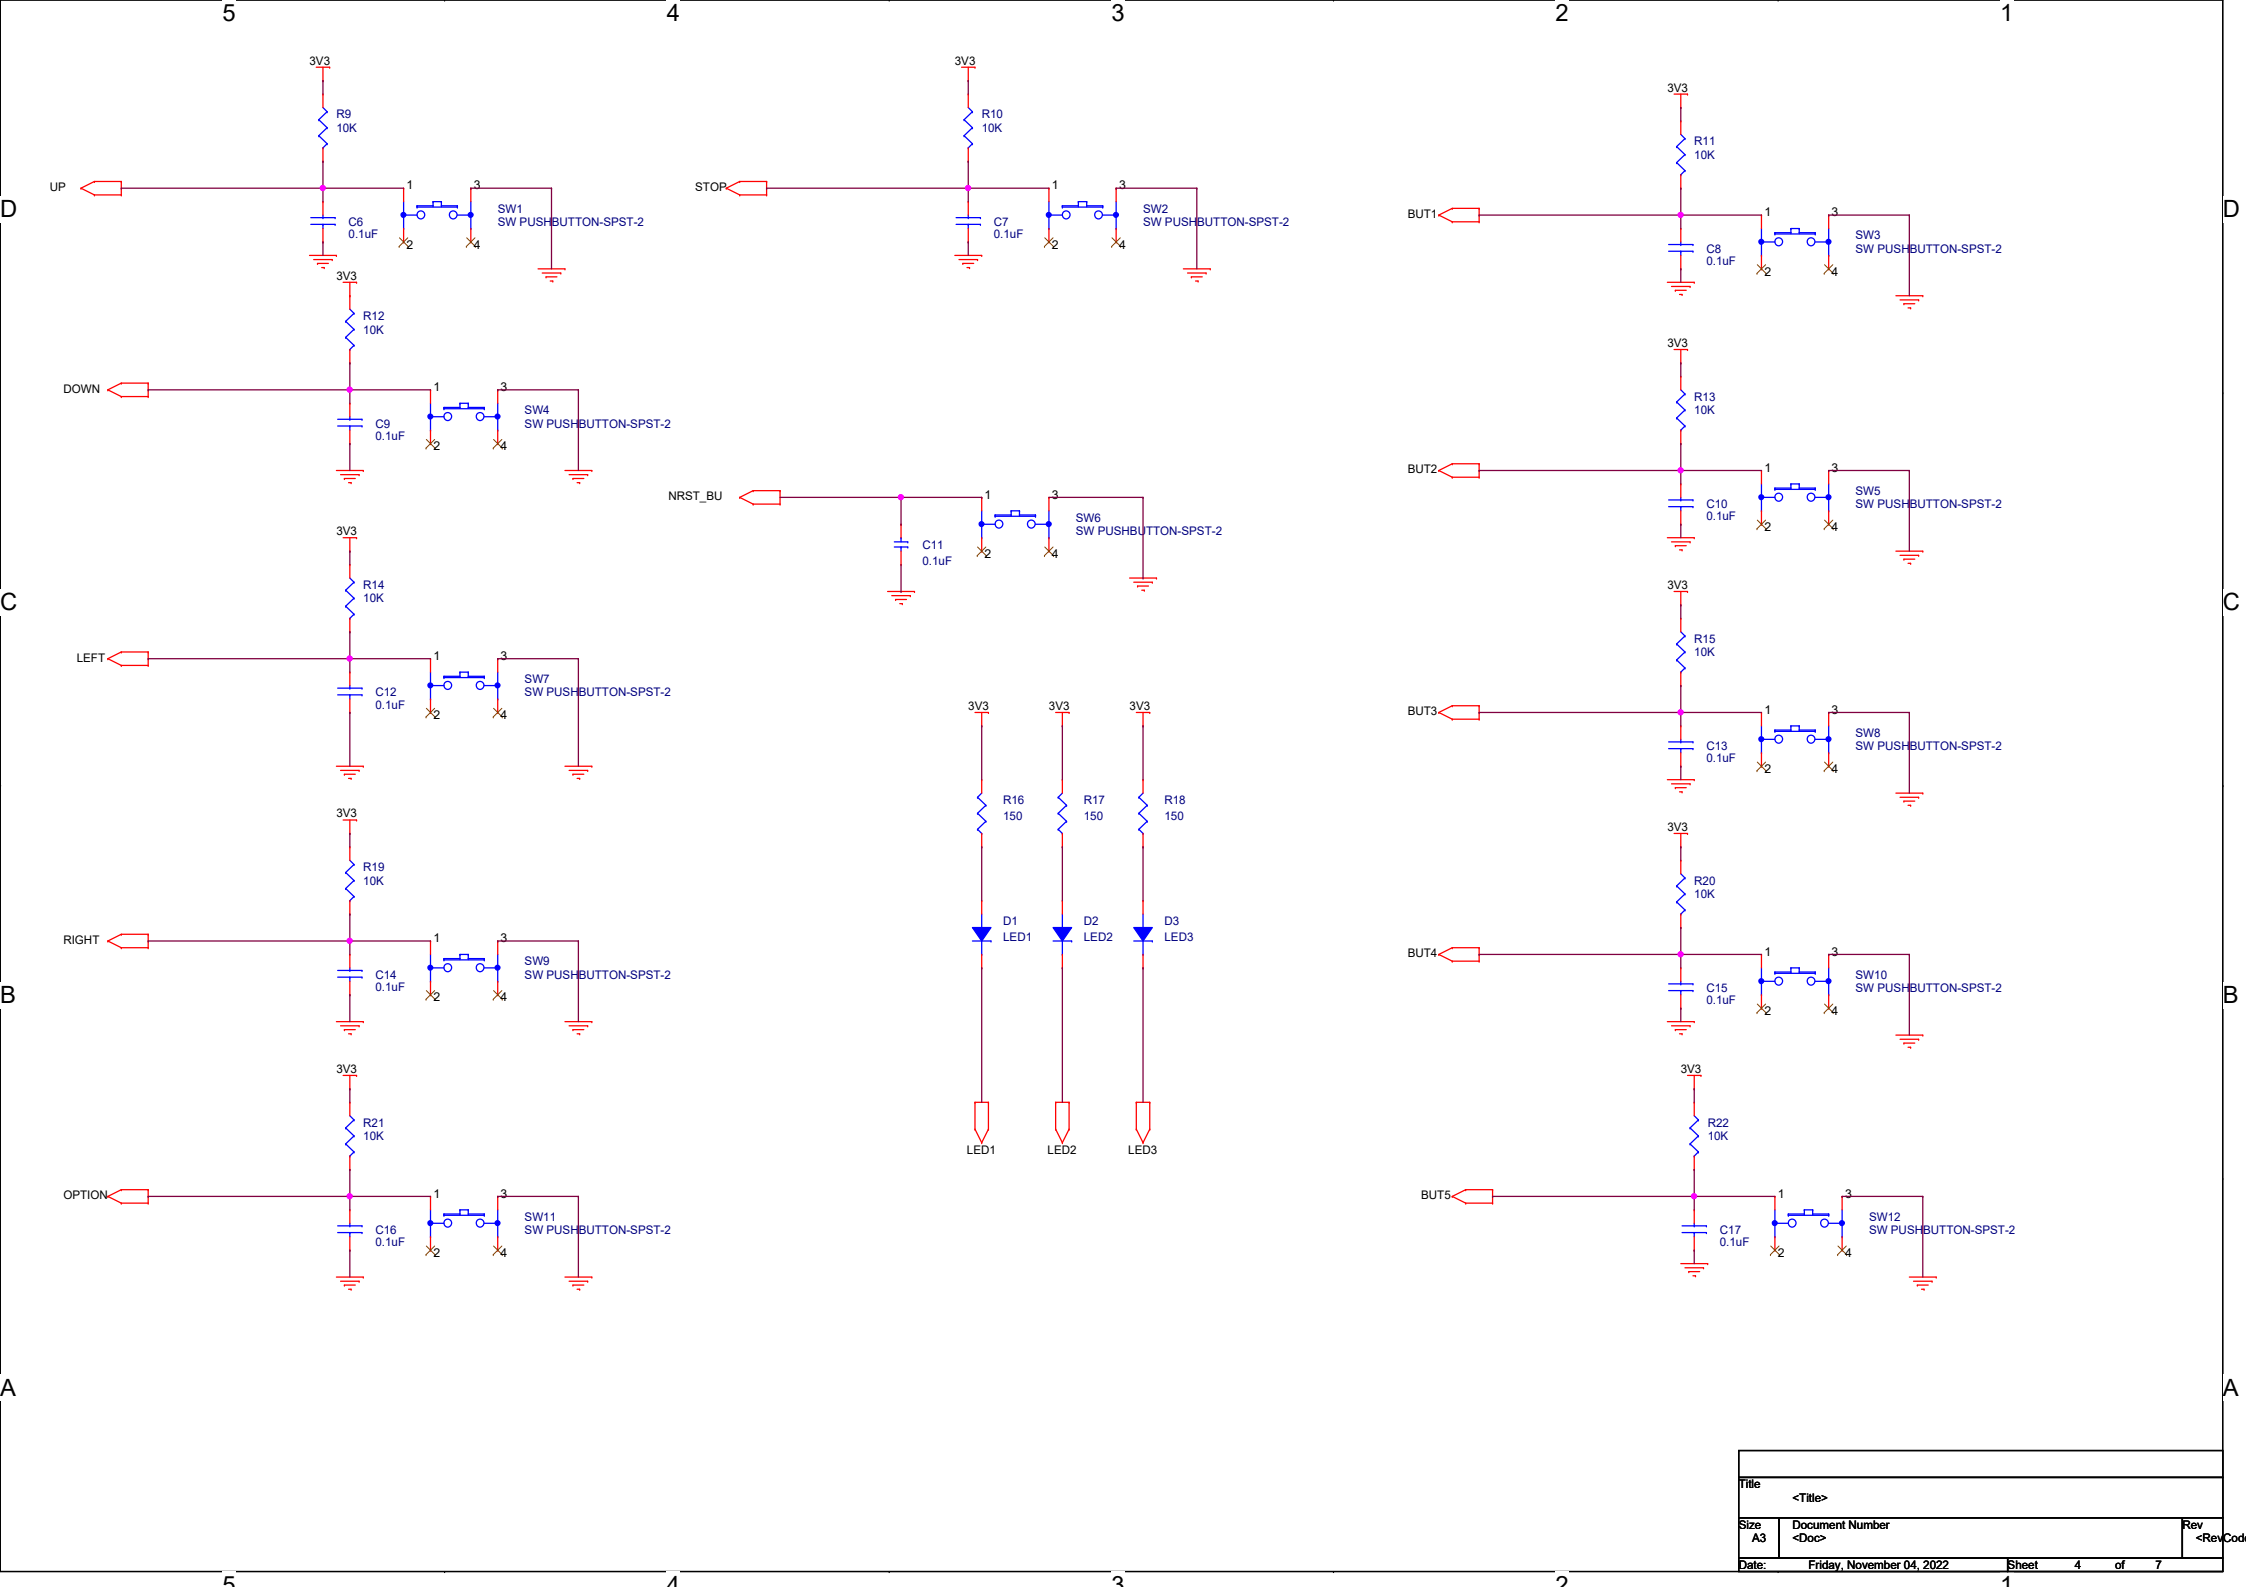 5 4 3 2 1
3V3
R9
10K
UP
1 3
2 4
SW1
SW PUSHBUTTON-SPST-2
C6
0.1uF
3V3
R10
10K
STOP
1 3
2 4
SW2
SW PUSHBUTTON-SPST-2
C7
0.1uF
3V3
R11
10K
BUT1
1 3
2 4
SW3
SW PUSHBUTTON-SPST-2
C8
0.1uF
D D
3V3
R12
10K
DOWN
1 3
2 4
SW4
SW PUSHBUTTON-SPST-2
C9
0.1uF
3V3
R13
10K
BUT2
1 3
2 4
SW5
SW PUSHBUTTON-SPST-2
C10
0.1uF
NRST_BU
1 3
2 4
SW6
SW PUSHBUTTON-SPST-2
C11
0.1uF
C C
3V3
R14
10K
LEFT
1 3
2 4
SW7
SW PUSHBUTTON-SPST-2
C12
0.1uF
3V3
R15
10K
BUT3
1 3
2 4
SW8
SW PUSHBUTTON-SPST-2
C13
0.1uF
3V3 3V3 3V3
R16 R17 R18
150 150 150
D1 D2 D3
LED1 LED2 LED3
LED1 LED2 LED3
3V3
R19
10K
RIGHT
1 3
2 4
SW9
SW PUSHBUTTON-SPST-2
C14
0.1uF
3V3
R20
10K
BUT4
1 3
2 4
SW10
SW PUSHBUTTON-SPST-2
C15
0.1uF
B B
3V3
R21
10K
OPTION
1 3
2 4
SW11
SW PUSHBUTTON-SPST-2
C16
0.1uF
3V3
R22
10K
BUT5
1 3
2 4
SW12
SW PUSHBUTTON-SPST-2
C17
0.1uF
A A
Title
<Title>
Size Document Number Rev
A3 <Doc> <RevCode
Date: Friday, November 04, 2022 Sheet 4 of 7
5 4 3 2 1